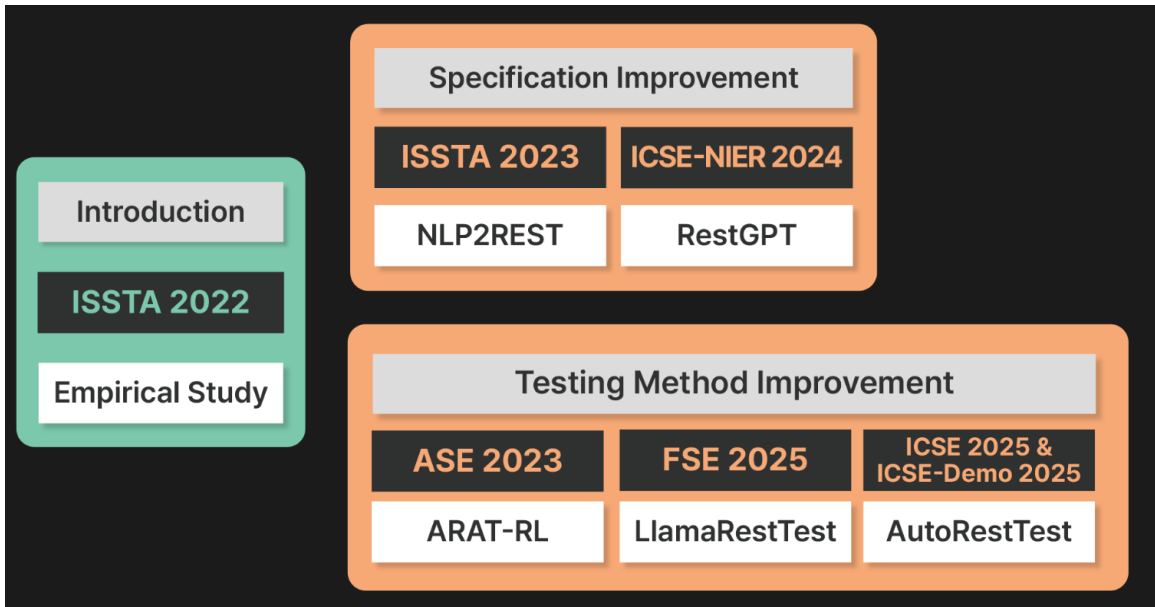 Introduction
ISSTA 2022
Empirical Study
Specification Improvement
ISSTA 2023
ICSE-NIER 2024
NLP2REST
RestGPT
Testing Method Improvement
ASE 2023
FSE 2025
ICSE 2025 &
ICSE-Demo 2025
ARAT-RL
LlamaRestTest
AutoRestTest